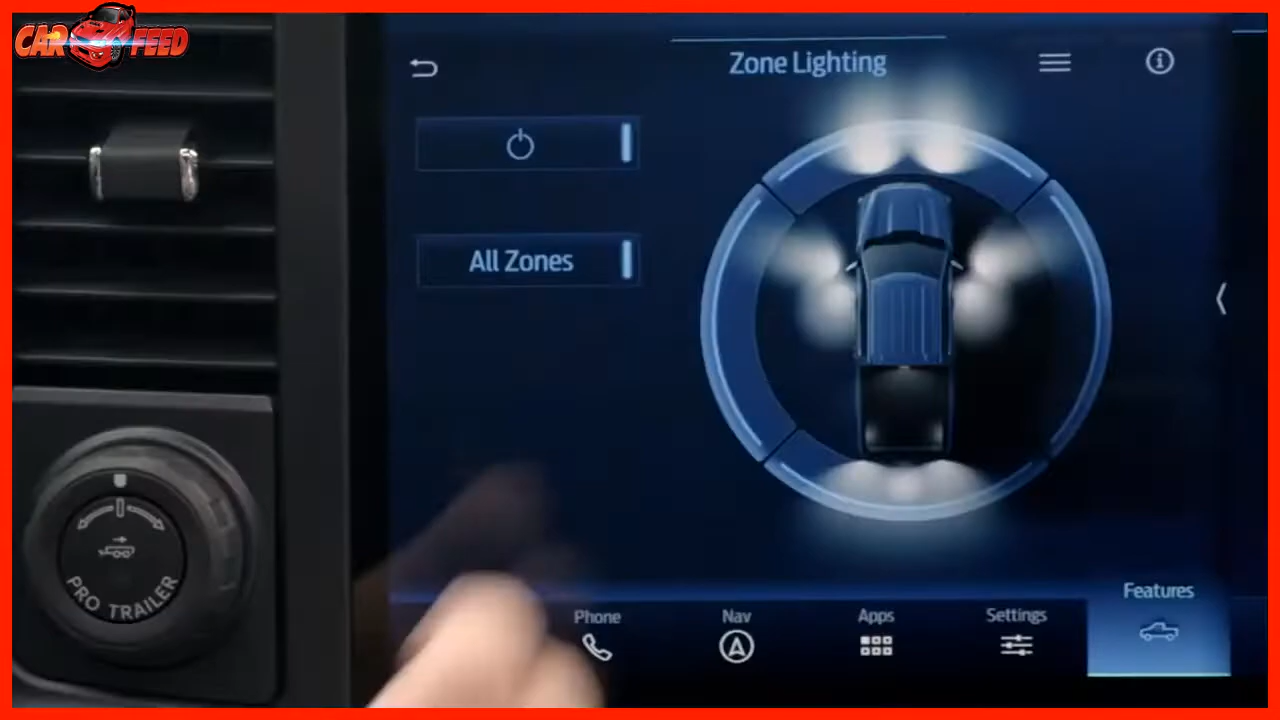 CAR FEED
Zone Lighting
All Zones
PRO TRAILER
Phone
Nav
Apps
Settings
Features